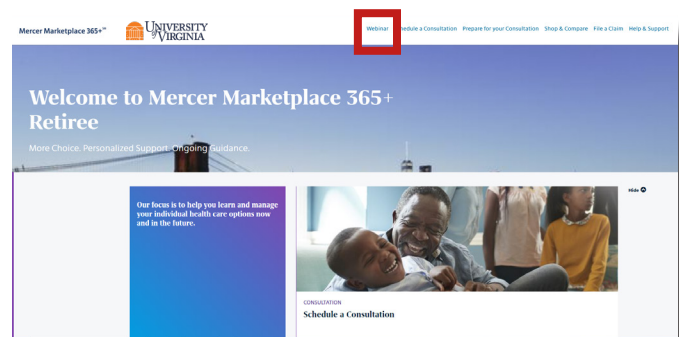 Mercer Marketplace 365+™
UNIVERSITY
of VIRGINIA
Webinar Schedule a Consultation Prepare for your Consultation Shop & Compare File a Claim Help & Support
Welcome to Mercer Marketplace 365+
Retiree
More Choice. Personalized Support. Ongoing Guidance.
Hide
Our focus is to help you learn and manage
your individual health care options now
and in the future.
CONSULTATION
Schedule a Consultation